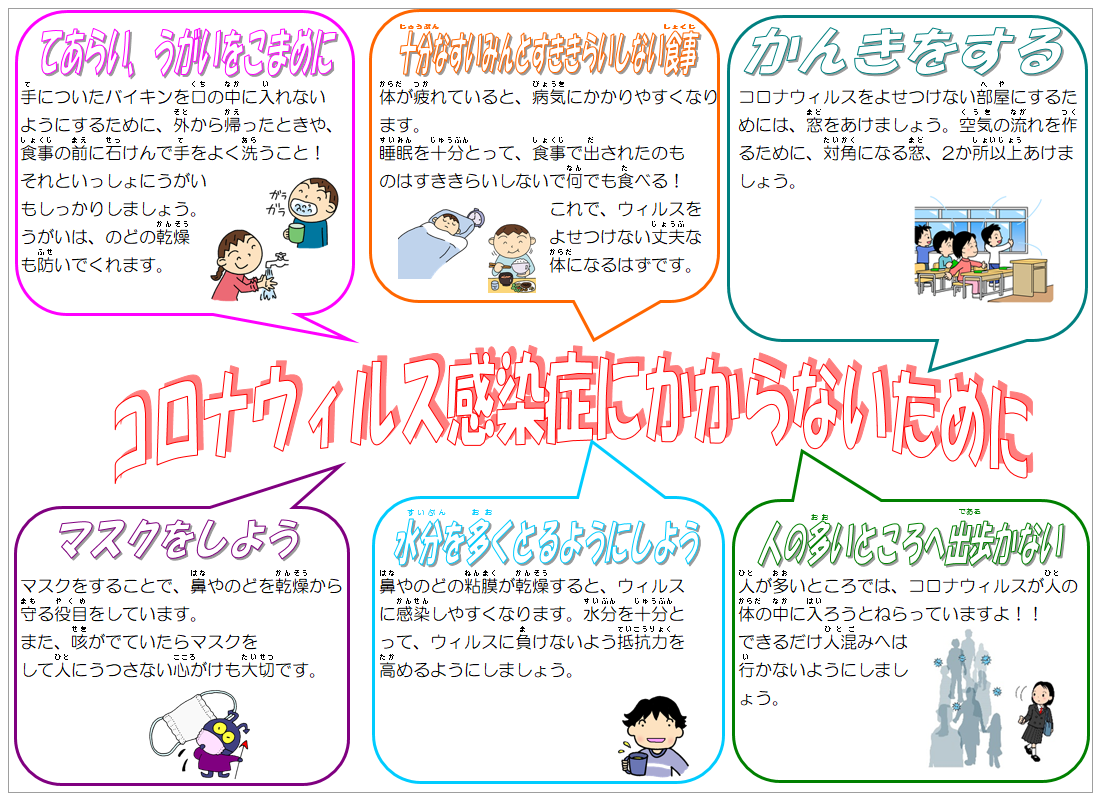 てあらい、うがいをこまめに
手についたバイキンを口の中に入れない
ようにするために、外から帰ったときや、
食事の前に石けんで手をよく洗うこと！
それといっしょにうがい
もしっかりしましょう。
うがいは、のどの乾燥
も防いでくれます。
ガラ
ガラ
十分なすいみんとすききらいしない食事
体が疲れていると、病気にかかりやすくなり
ます。
睡眠を十分とって、食事で出されたのも
のはすききらいしないで何でも食べる！
これで、ウィルスを
よせつけない丈夫な
体になるはずです。
かんきをする
コロナウィルスをよせつけない部屋にするた
めには、窓をあけましょう。空気の流れを作
るために、対角になる窓、2か所以上あけま
しょう。
コロナウィルス感染症にかからないために
マスクをしよう
マスクをすることで、鼻やのどを乾燥から
守る役目をしています。
また、咳がでていたらマスクを
して人にうつさない心がけも大切です。
水分を多くとるようにしよう
鼻やのどの粘膜が乾燥すると、ウィルス
に感染しやすくなります。水分を十分と
って、ウィルスに負けないよう抵抗力を
高めるようにしましょう。
人の多いところへ出歩かない
人が多いところでは、コロナウィルスが人の
体の中に入ろうとねらっていますよ！！
できるだけ人混みへは
行かないようにしまし
ょう。